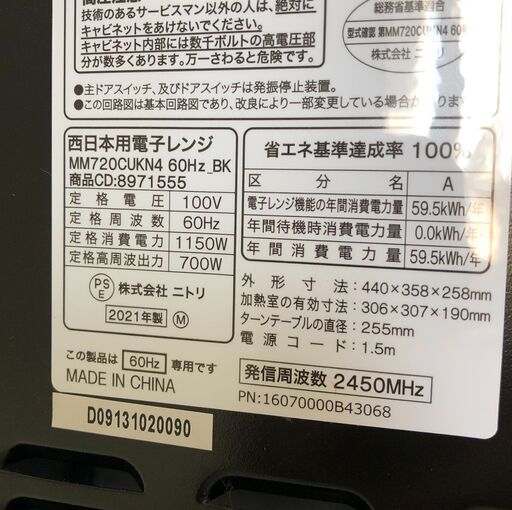 技術のあるサービスマン以外の人は、絶対に
キャビネットをあけないでください。
キャビネット内部には数千ボルトの高電圧部
分が数多くあります。万一さわると危険です。
総務省基準適合
型式確認 第MM720CUKN4 60
株式会社 ニトリ
●主ドアスイッチ、及びドアスイッチは発振停止装置。
●この回路図は基本回路図であり、改良により一部変更している場合がありま
西日本用電子レンジ
MM720CUKN4 60Hz_BK
商品CD:8971555
定格電圧 100V
定格周波数 60Hz
定格消費電力 1150W
定格高周波出力 700W
PSE 株式会社 ニトリ
2021年製 M
この製品は 60Hz 専用です
MADE IN CHINA
D09131020090
省エネ基準達成率 100%
区分 A
電子レンジ機能の年間消費電力量 59.5kWh/年
年間待機時消費電力量 0.0kWh/年
年間消費電力量 59.5kWh/年
外形寸法：440×358×258mm
加熱室の有効寸法：306×307×190mm
ターンテーブルの直径：255mm
電源コード：1.5m
発信周波数 2450MHz
PN:16070000B43068